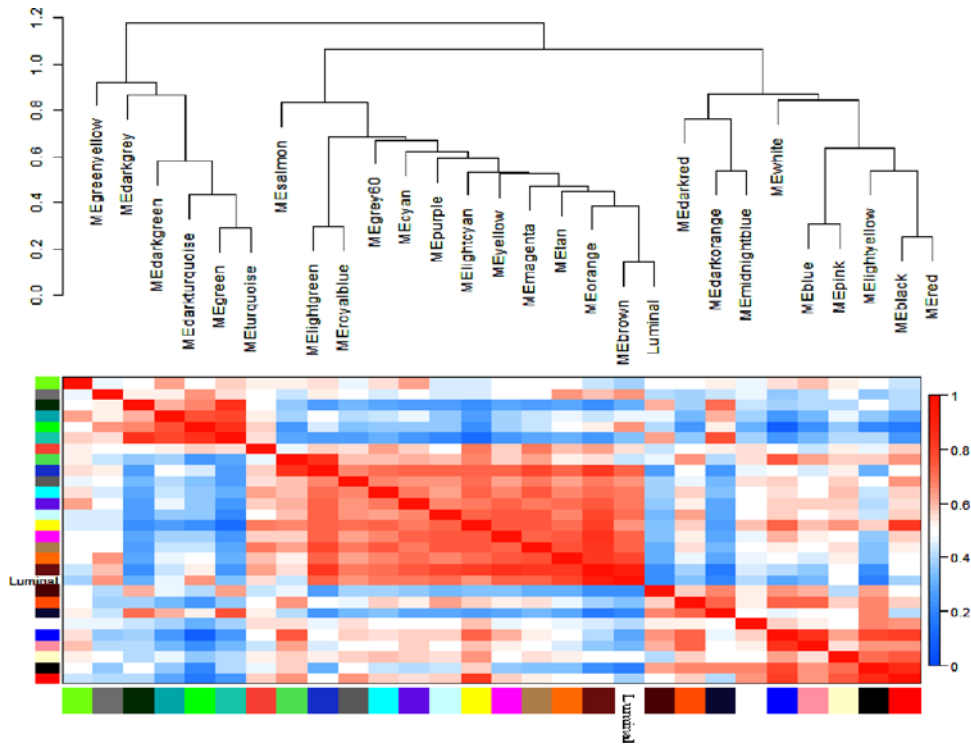 1.2
1.0
0.8
0.6
0.4
0.2
0.0
MEgreenyellow
MEdarkgrey
MEdarkgreen
MEdarkturquoise
MEgreen
MEturquoise
MEsalmon
MElightgreen
MEroyalblue
MEgrey60
MEcyan
MEpurple
MElightcyan
MEyellow
MEmagenta
MEtan
MEorange
MEbrown
Luminal
MEdarkred
MEdarkorange
MEmidnightblue
MEwhite
MEblue
MEpink
MElightyellow
MEblack
MEred
1
0.8
0.6
0.4
0.2
0
Luminal
Luminal